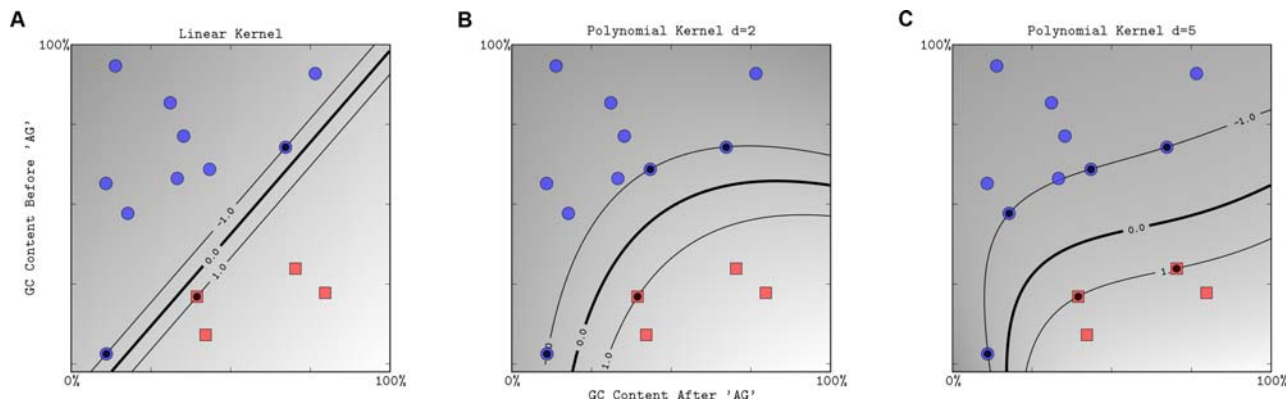 A
Linear Kernel
100%
GC Content Before 'AG'
-1.0
0.0
1.0
0%
100%
B
Polynomial Kernel d=2
100%
0.0
1.0
0%
100%
GC Content After 'AG'
C
Polynomial Kernel d=5
100%
-1.0
0.0
0%
100%